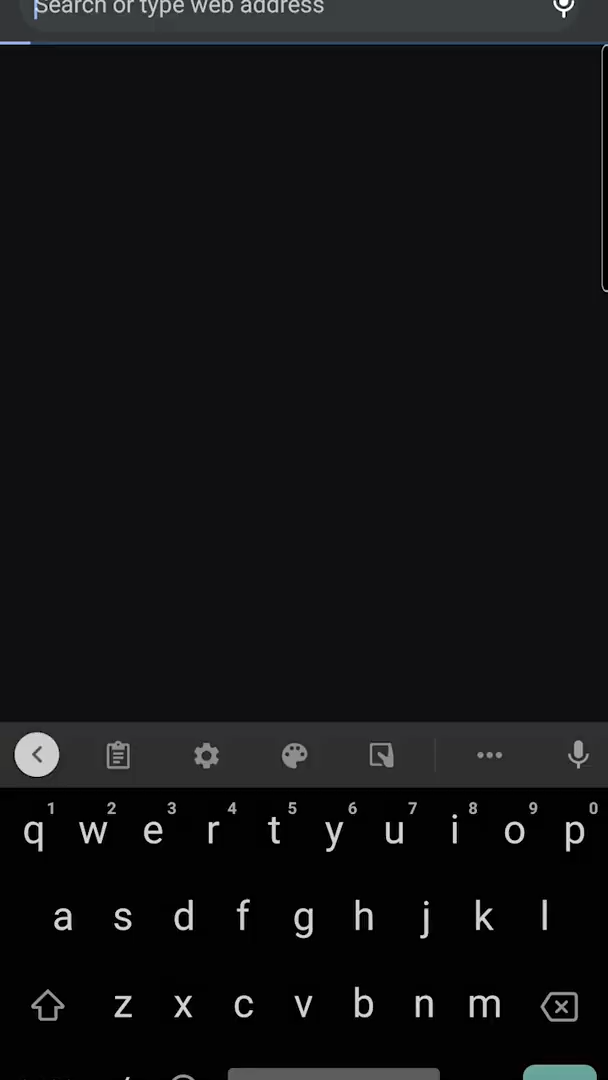 Search or type web address
1 2 3 4 5 6 7 8 9 0
q w e r t y u i o p
a s d f g h j k l
z x c v b n m